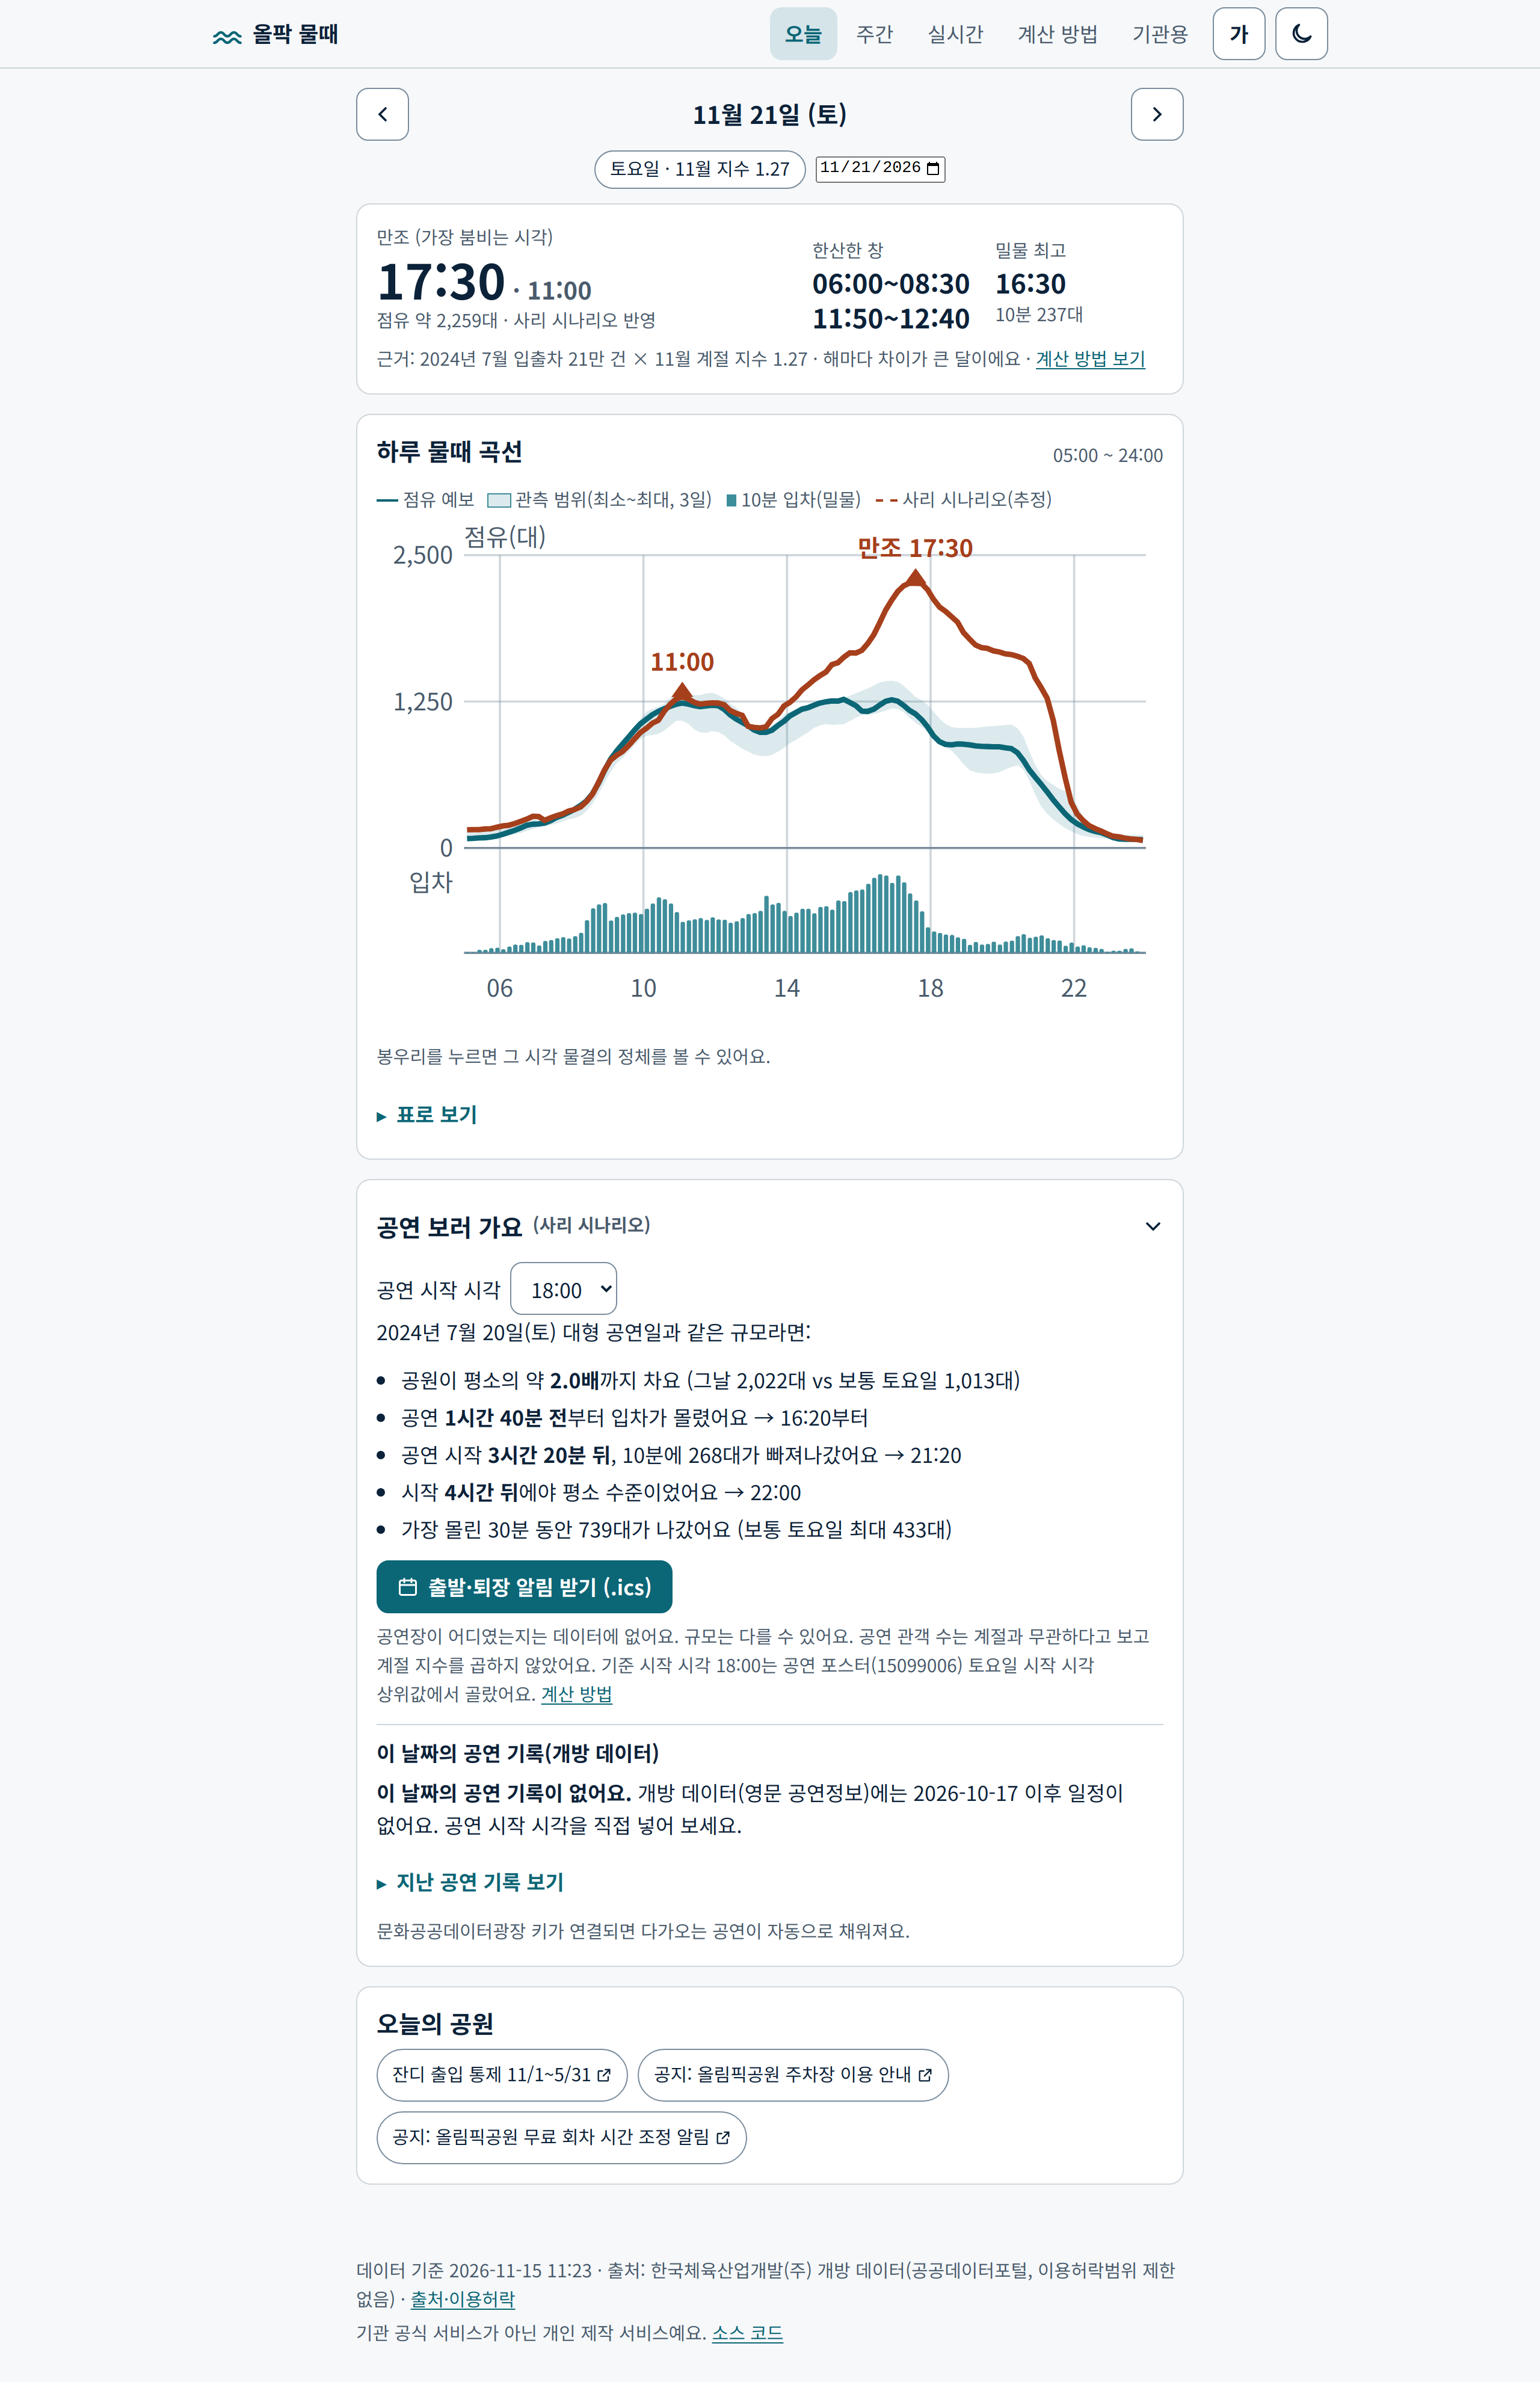 올팍 물때
오늘 주간 실시간 계산 방법 기관용 가
11월 21일 (토)
토요일 · 11월 지수 1.27 11/21/2026
만조 (가장 붐비는 시각)
17:30 · 11:00
점유 약 2,259대 · 사리 시나리오 반영
한산한 창
06:00~08:30
11:50~12:40
밀물 최고
16:30
10분 237대
근거: 2024년 7월 입출차 21만 건 × 11월 계절 지수 1.27 · 해마다 차이가 큰 달이에요 · 계산 방법 보기
하루 물때 곡선
05:00 ~ 24:00
점유 예보 관측 범위(최소~최대, 3일) 10분 입차(밀물) 사리 시나리오(추정)
점유(대)
만조 17:30
2,500
11:00
1,250
0
입차
06 10 14 18 22
봉우리를 누르면 그 시각 물결의 정체를 볼 수 있어요.
▸ 표로 보기
공연 보러 가요 (사리 시나리오)
공연 시작 시각 18:00
2024년 7월 20일(토) 대형 공연일과 같은 규모라면:
• 공원이 평소의 약 2.0배까지 차요 (그날 2,022대 vs 보통 토요일 1,013대)
• 공연 1시간 40분 전부터 입차가 몰렸어요 → 16:20부터
• 공연 시작 3시간 20분 뒤, 10분에 268대가 빠져나갔어요 → 21:20
• 시작 4시간 뒤에야 평소 수준이었어요 → 22:00
• 가장 몰린 30분 동안 739대가 나갔어요 (보통 토요일 최대 433대)
출발·퇴장 알림 받기 (.ics)
공연장이 어디였는지는 데이터에 없어요. 규모는 다를 수 있어요. 공연 관객 수는 계절과 무관하다고 보고
계절 지수를 곱하지 않았어요. 기준 시작 시각 18:00는 공연 포스터(15099006) 토요일 시작 시각
상위값에서 골랐어요. 계산 방법
이 날짜의 공연 기록(개방 데이터)
이 날짜의 공연 기록이 없어요. 개방 데이터(영문 공연정보)에는 2026-10-17 이후 일정이
없어요. 공연 시작 시각을 직접 넣어 보세요.
▸ 지난 공연 기록 보기
문화공공데이터광장 키가 연결되면 다가오는 공연이 자동으로 채워져요.
오늘의 공원
잔디 출입 통제 11/1~5/31 공지: 올림픽공원 주차장 이용 안내
공지: 올림픽공원 무료 회차 시간 조정 알림
데이터 기준 2026-11-15 11:23 · 출처: 한국체육산업개발(주) 개방 데이터(공공데이터포털, 이용허락범위 제한
없음) · 출처·이용허락
기관 공식 서비스가 아닌 개인 제작 서비스예요. 소스 코드